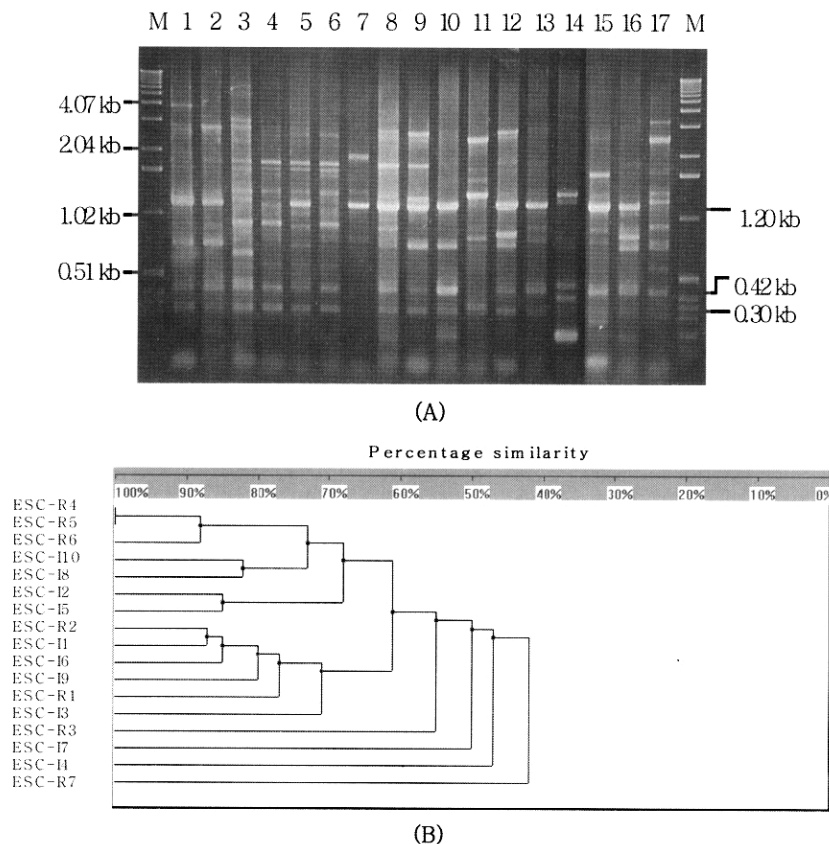 M 1 2 3 4 5 6 7 8 9 10 11 12 13 14 15 16 17 M
4.07 kb
2.04 kb
1.02 kb
0.51 kb
1.20 kb
0.42 kb
0.30 kb
(A)
Percentage similarity
100% 90% 80% 70% 60% 50% 40% 30% 20% 10% 0%
ESC-R4
ESC-R5
ESC-R6
ESC-I10
ESC-I8
ESC-I2
ESC-I5
ESC-R2
ESC-I1
ESC-I6
ESC-I9
ESC-R1
ESC-I3
ESC-R3
ESC-I7
ESC-I4
ESC-R7
(B)